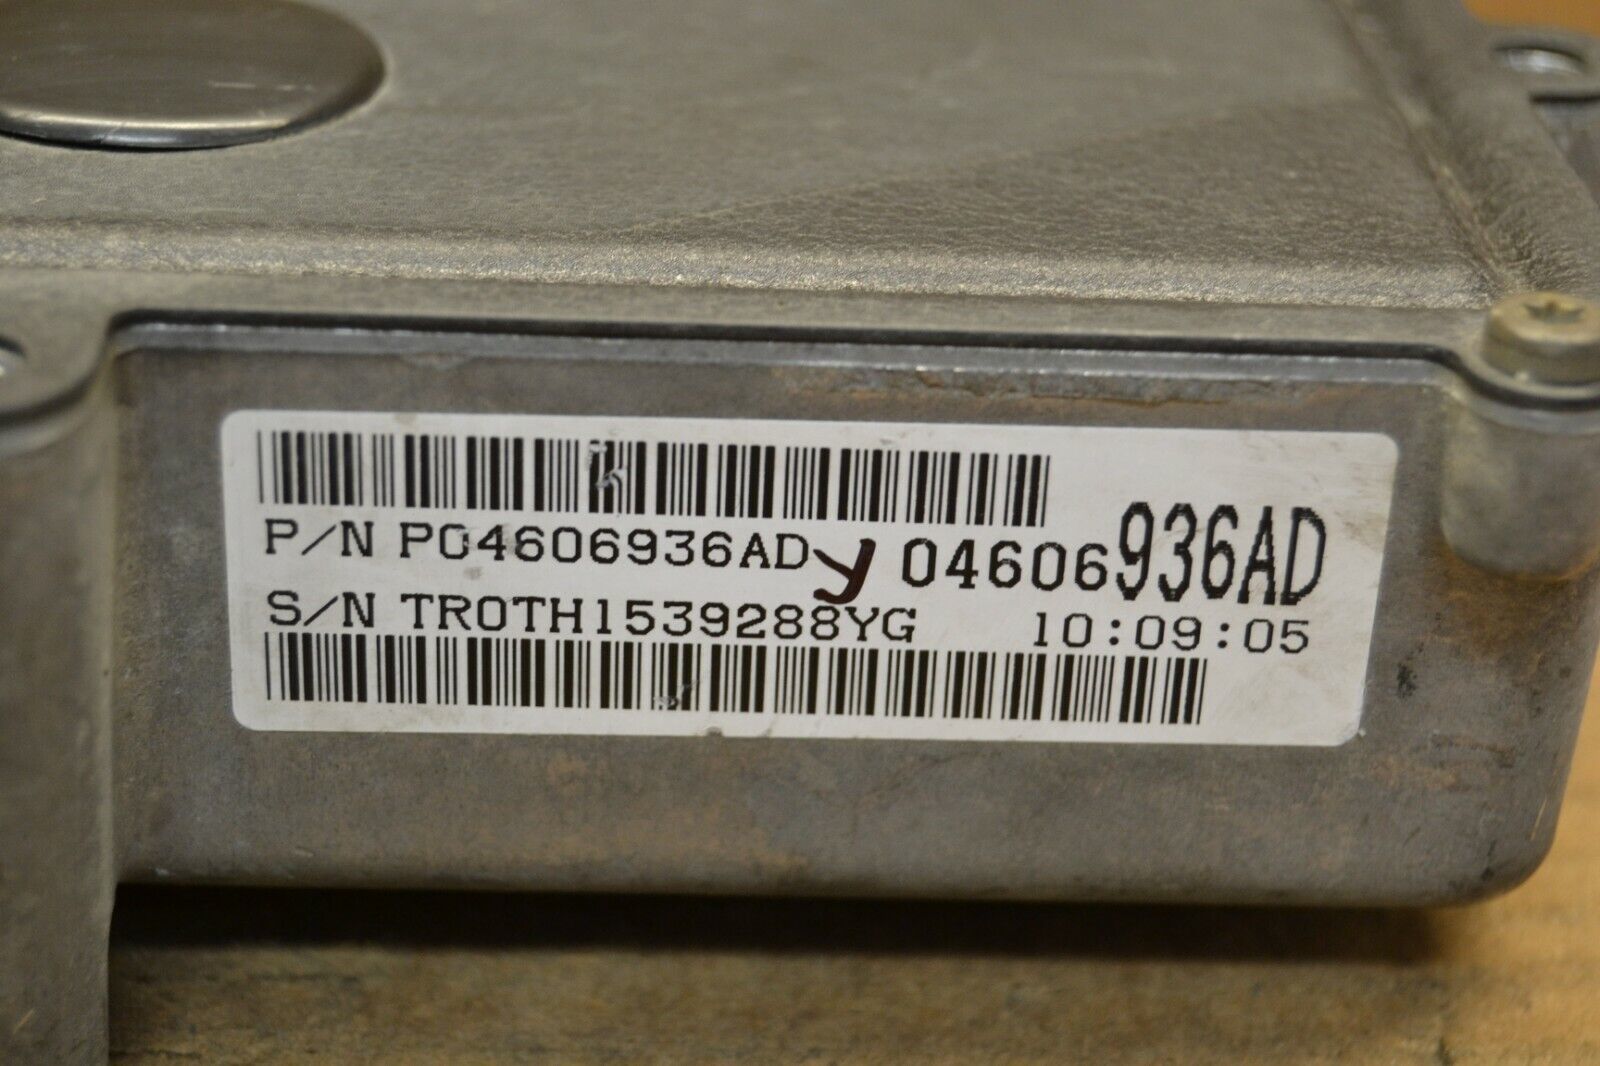 P/N P04606936AD y 04606936AD
S/N TR0TH1539288YG 10:09:05